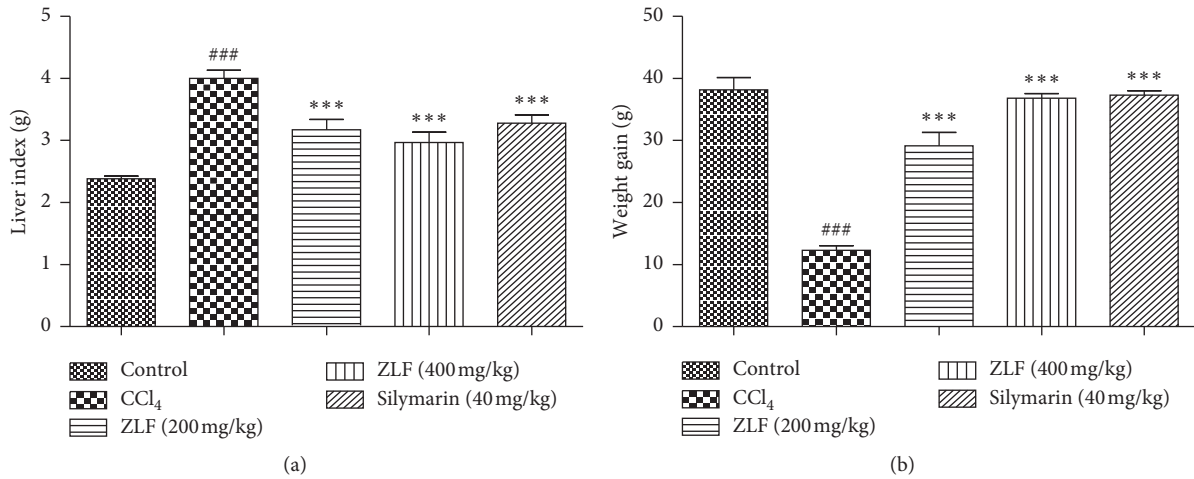 5
4
3
2
1
0
Liver index (g)
###
***
***
***
Control
CCl4
ZLF (200 mg/kg)
ZLF (400 mg/kg)
Silymarin (40 mg/kg)
(a)
50
40
30
20
10
0
Weight gain (g)
###
***
***
***
Control
CCl4
ZLF (200 mg/kg)
ZLF (400 mg/kg)
Silymarin (40 mg/kg)
(b)